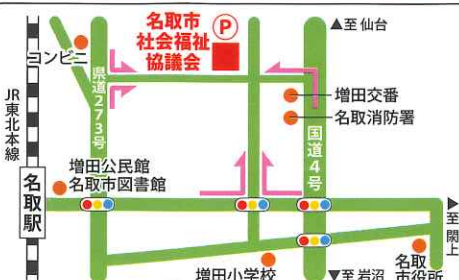 名取市
社会福祉
協議会
P
▲至 仙台
コンビニ
県道273号
JR東北本線
増田交番
名取消防署
国道4号
増田公民館
名取市図書館
名取駅
▶至 閖上
増田小学校
▼至 岩沼
名取
市役所